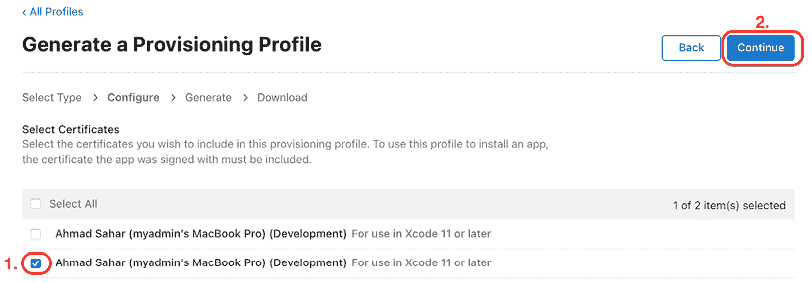 ‹ All Profiles
2.
Generate a Provisioning Profile
Back
Continue
Select Type > Configure > Generate > Download
Select Certificates
Select the certificates you wish to include in this provisioning profile. To use this profile to install an app,
the certificate the app was signed with must be included.
Select All
1 of 2 item(s) selected
Ahmad Sahar (myadmin’s MacBook Pro) (Development) For use in Xcode 11 or later
1.
Ahmad Sahar (myadmin’s MacBook Pro) (Development) For use in Xcode 11 or later